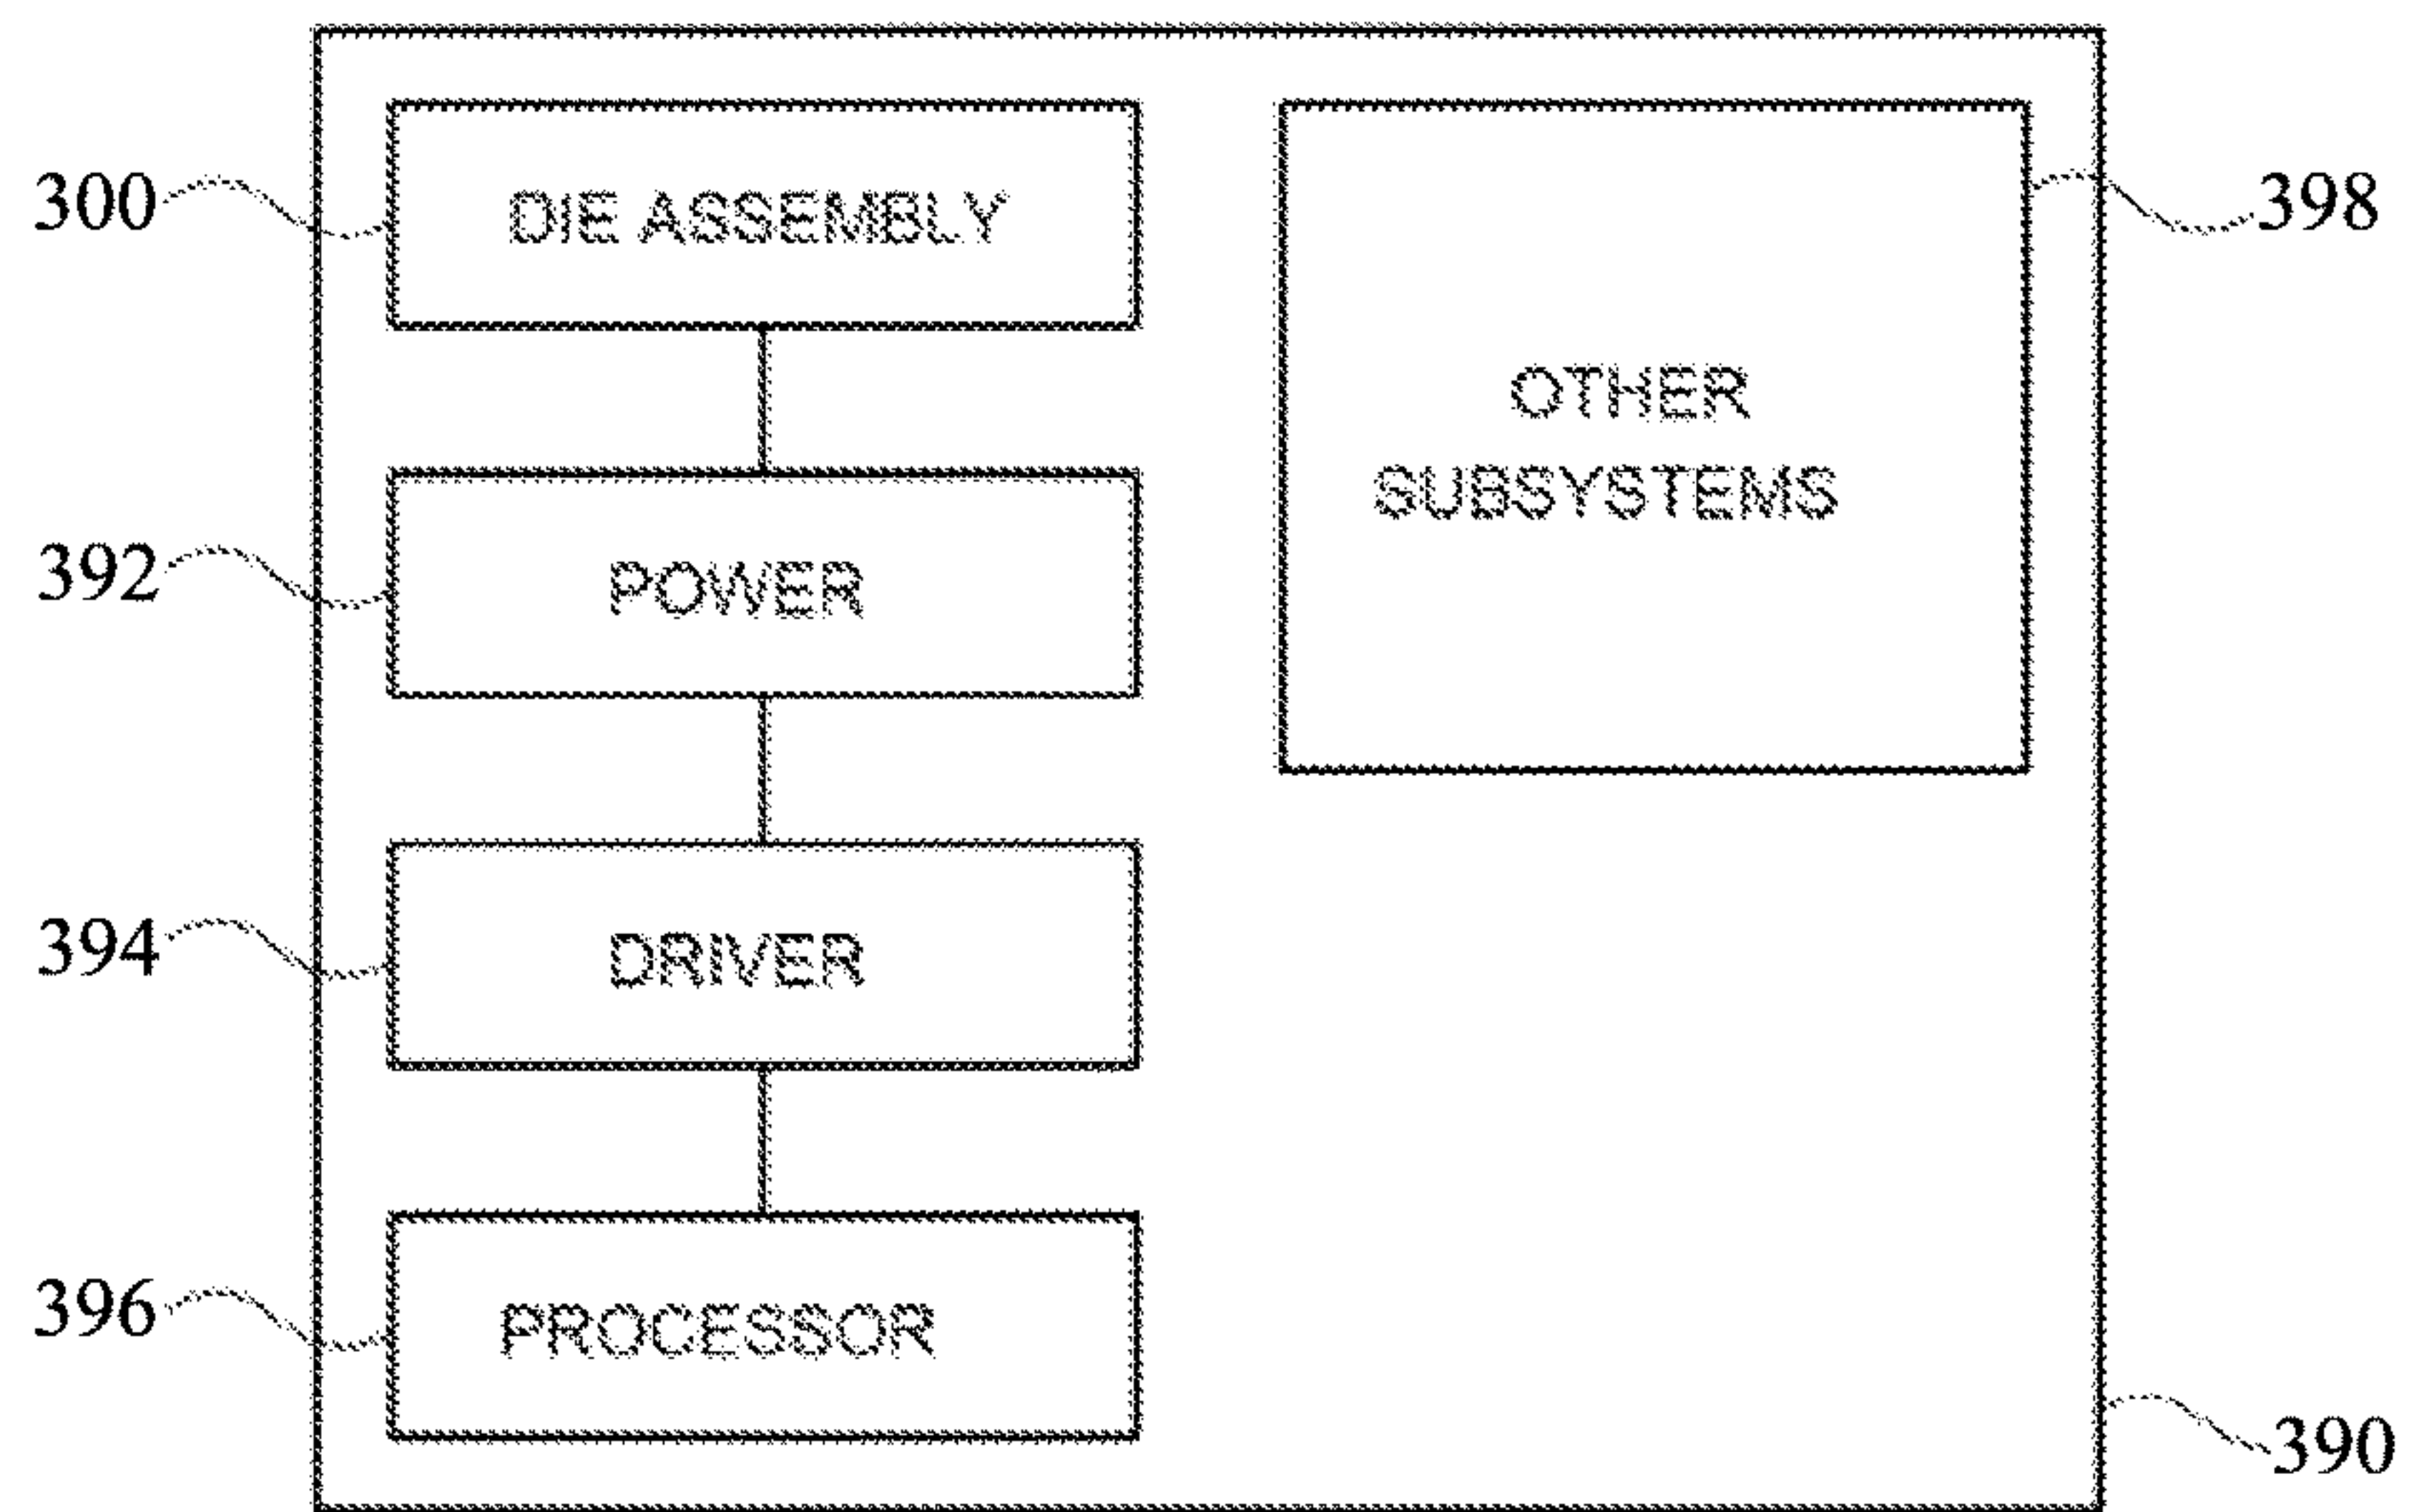 300
DIE ASSEMBLY
398
OTHER
SUBSYSTEMS
392
POWER
394
DRIVER
396
PROCESSOR
390